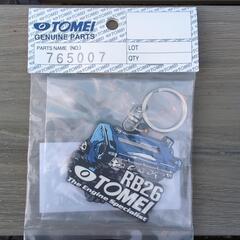 TOMEI
GENUINE PARTS
PARTS NAME (NO.)
765007
LOT
QTY
RB26
TOMEI
The Engine Specialist